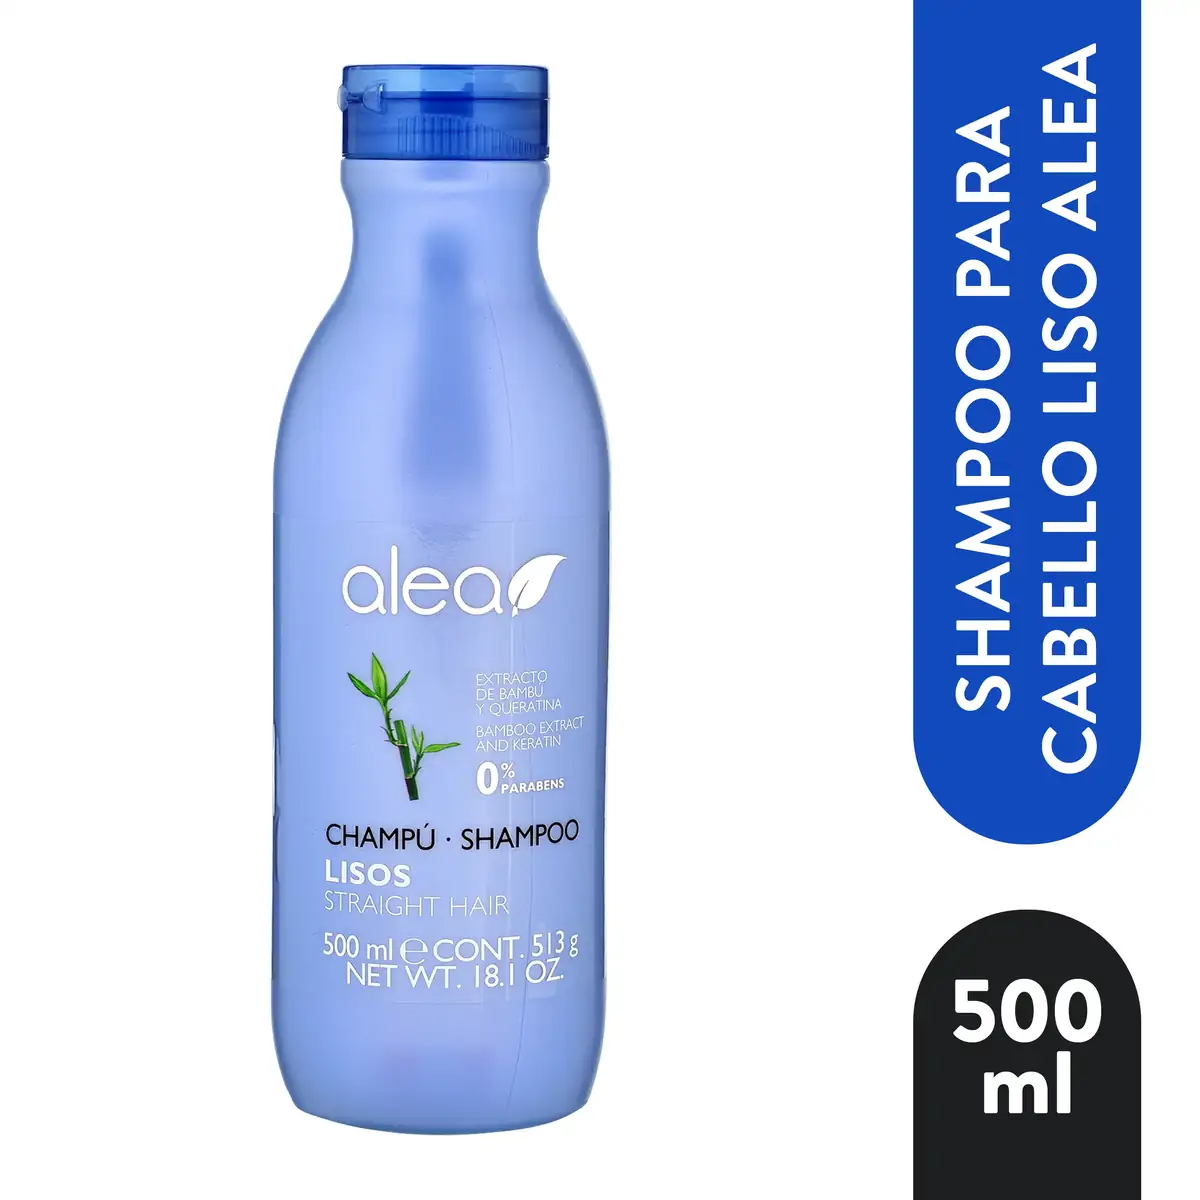 alea
EXTRACTO
DE BAMBÚ
Y QUERATINA
BAMBOO EXTRACT
AND KERATIN
0%
PARABENS
CHAMPÚ · SHAMPOO
LISOS
STRAIGHT HAIR
500 ml ℮ CONT. 513 g
NET WT. 18.1 OZ.
SHAMPOO PARA
CABELLO LISO ALEA
500
ml